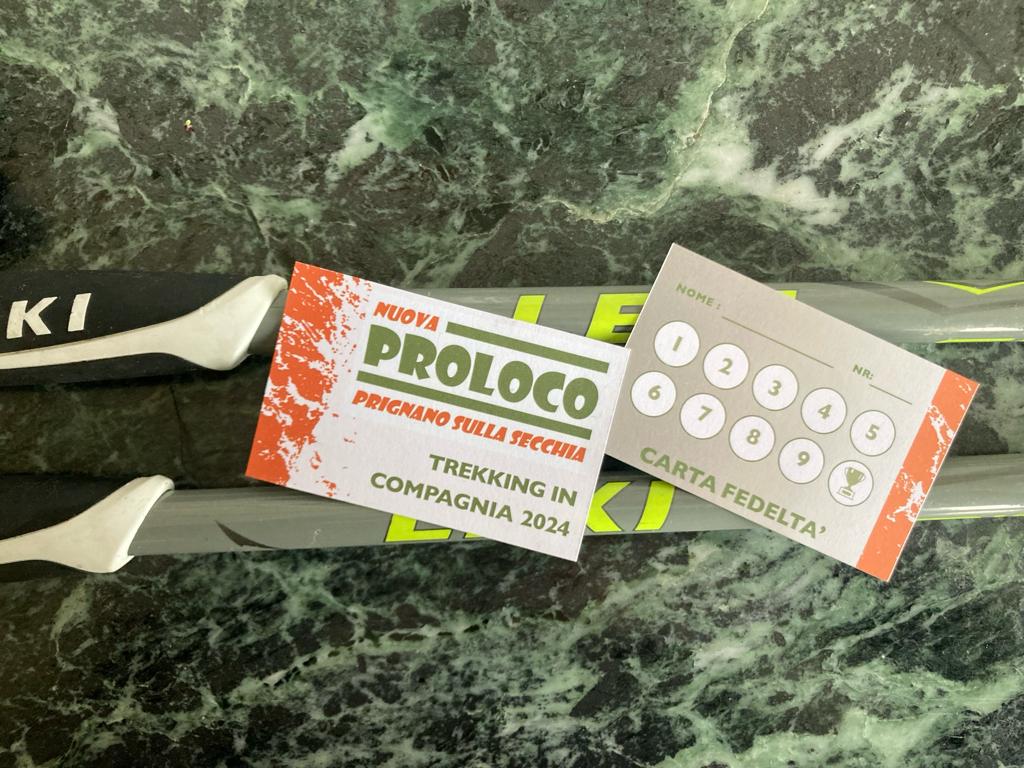 KI
LEKI
LEKI
NUOVA
PROLOCO
PRIGNANO SULLA SECCHIA
TREKKING IN
COMPAGNIA 2024
NOME :
NR:
1 2 3 4 5
6 7 8 9
CARTA FEDELTA'